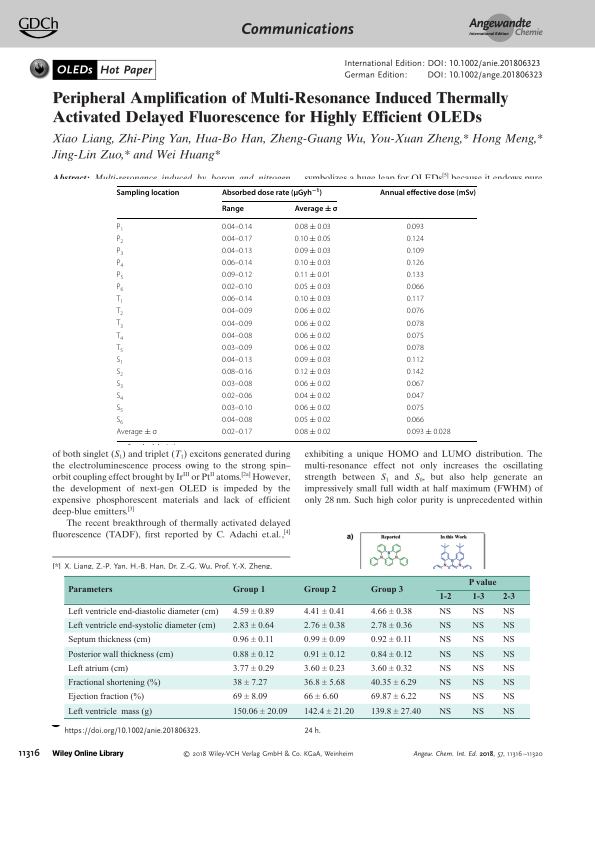 GDCh
Communications
Angewandte
International Edition Chemie
OLEDs Hot Paper
International Edition: DOI: 10.1002/anie.201806323
German Edition: DOI: 10.1002/ange.201806323
Peripheral Amplification of Multi-Resonance Induced Thermally
Activated Delayed Fluorescence for Highly Efficient OLEDs
Xiao Liang, Zhi-Ping Yan, Hua-Bo Han, Zheng-Guang Wu, You-Xuan Zheng,* Hong Meng,*
Jing-Lin Zuo,* and Wei Huang*
Abstract: Multi-resonance induced by boron and nitrogen
symbolizes a huge leap for OLEDs[5] because it endows pure
Sampling location Absorbed dose rate (μGyh⁻¹) Annual effective dose (mSv)
Range Average ± σ
P1 0.04–0.14 0.08 ± 0.03 0.093
P2 0.04–0.17 0.10 ± 0.05 0.124
P3 0.04–0.13 0.09 ± 0.03 0.109
P4 0.06–0.14 0.10 ± 0.03 0.126
P5 0.09–0.12 0.11 ± 0.01 0.133
P6 0.02–0.10 0.05 ± 0.03 0.066
T1 0.06–0.14 0.10 ± 0.03 0.117
T2 0.04–0.09 0.06 ± 0.02 0.076
T3 0.04–0.09 0.06 ± 0.02 0.078
T4 0.04–0.08 0.06 ± 0.02 0.075
T5 0.03–0.09 0.06 ± 0.02 0.078
S1 0.04–0.13 0.09 ± 0.03 0.112
S2 0.08–0.16 0.12 ± 0.03 0.142
S3 0.03–0.08 0.06 ± 0.02 0.067
S4 0.02–0.06 0.04 ± 0.02 0.047
S5 0.03–0.10 0.06 ± 0.02 0.075
S6 0.04–0.08 0.05 ± 0.02 0.066
Average ± σ 0.02–0.17 0.08 ± 0.02 0.093 ± 0.028
of both singlet (S1) and triplet (T1) excitons generated during
the electroluminescence process owing to the strong spin–
orbit coupling effect brought by IrIII or PtII atoms.[2a] However,
the development of next-gen OLED is impeded by the
expensive phosphorescent materials and lack of efficient
deep-blue emitters.[3]
The recent breakthrough of thermally activated delayed
fluorescence (TADF), first reported by C. Adachi et.al.,[4]
exhibiting a unique HOMO and LUMO distribution. The
multi-resonance effect not only increases the oscillating
strength between S1 and S0, but also help generate an
impressively small full width at half maximum (FWHM) of
only 28 nm. Such high color purity is unprecedented within
a) Reported In this Work
[*] X. Liang, Z.-P. Yan, H.-B. Han, Dr. Z.-G. Wu, Prof. Y.-X. Zheng,
Parameters Group 1 Group 2 Group 3 P value
1-2 1-3 2-3
Left ventricle end-diastolic diameter (cm) 4.59 ± 0.89 4.41 ± 0.41 4.66 ± 0.38 NS NS NS
Left ventricle end-systolic diameter (cm) 2.83 ± 0.64 2.76 ± 0.38 2.78 ± 0.36 NS NS NS
Septum thickness (cm) 0.96 ± 0.11 0.99 ± 0.09 0.92 ± 0.11 NS NS NS
Posterior wall thickness (cm) 0.88 ± 0.12 0.91 ± 0.12 0.84 ± 0.12 NS NS NS
Left atrium (cm) 3.77 ± 0.29 3.60 ± 0.23 3.60 ± 0.32 NS NS NS
Fractional shortening (%) 38 ± 7.27 36.8 ± 5.68 40.35 ± 6.29 NS NS NS
Ejection fraction (%) 69 ± 8.09 66 ± 6.60 69.87 ± 6.22 NS NS NS
Left ventricle mass (g) 150.06 ± 20.09 142.4 ± 21.20 139.8 ± 27.40 NS NS NS
https://doi.org/10.1002/anie.201806323.
24 h.
11316 Wiley Online Library © 2018 Wiley-VCH Verlag GmbH & Co. KGaA, Weinheim Angew. Chem. Int. Ed. 2018, 57, 11316–11320